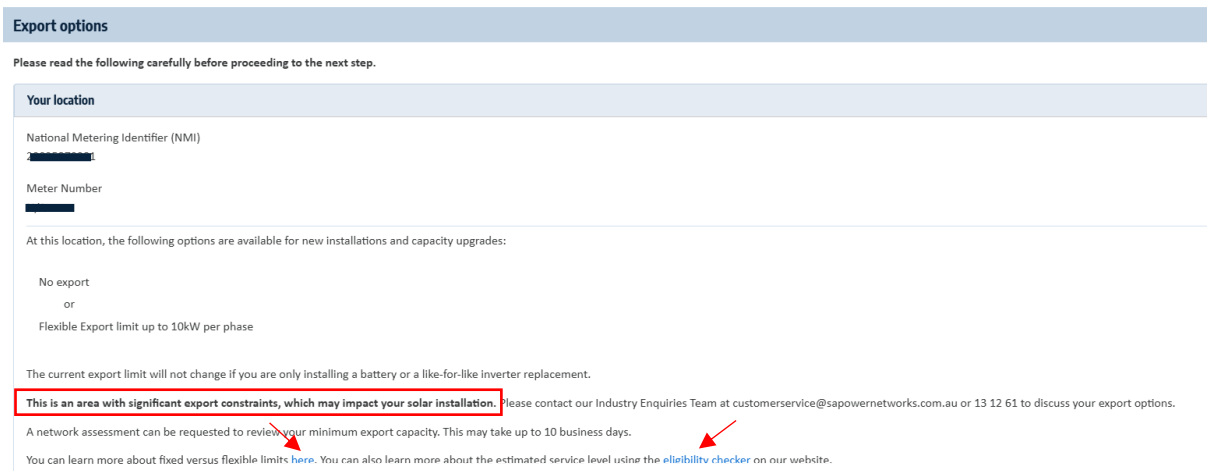 Export options
Please read the following carefully before proceeding to the next step.
Your location
National Metering Identifier (NMI)
Meter Number
At this location, the following options are available for new installations and capacity upgrades:
No export
or
Flexible Export limit up to 10kW per phase
The current export limit will not change if you are only installing a battery or a like-for-like inverter replacement.
This is an area with significant export constraints, which may impact your solar installation. Please contact our Industry Enquiries Team at customerservice@sapowernetworks.com.au or 13 12 61 to discuss your export options.
A network assessment can be requested to review your minimum export capacity. This may take up to 10 business days.
You can learn more about fixed versus flexible limits here. You can also learn more about the estimated service level using the eligibility checker on our website.